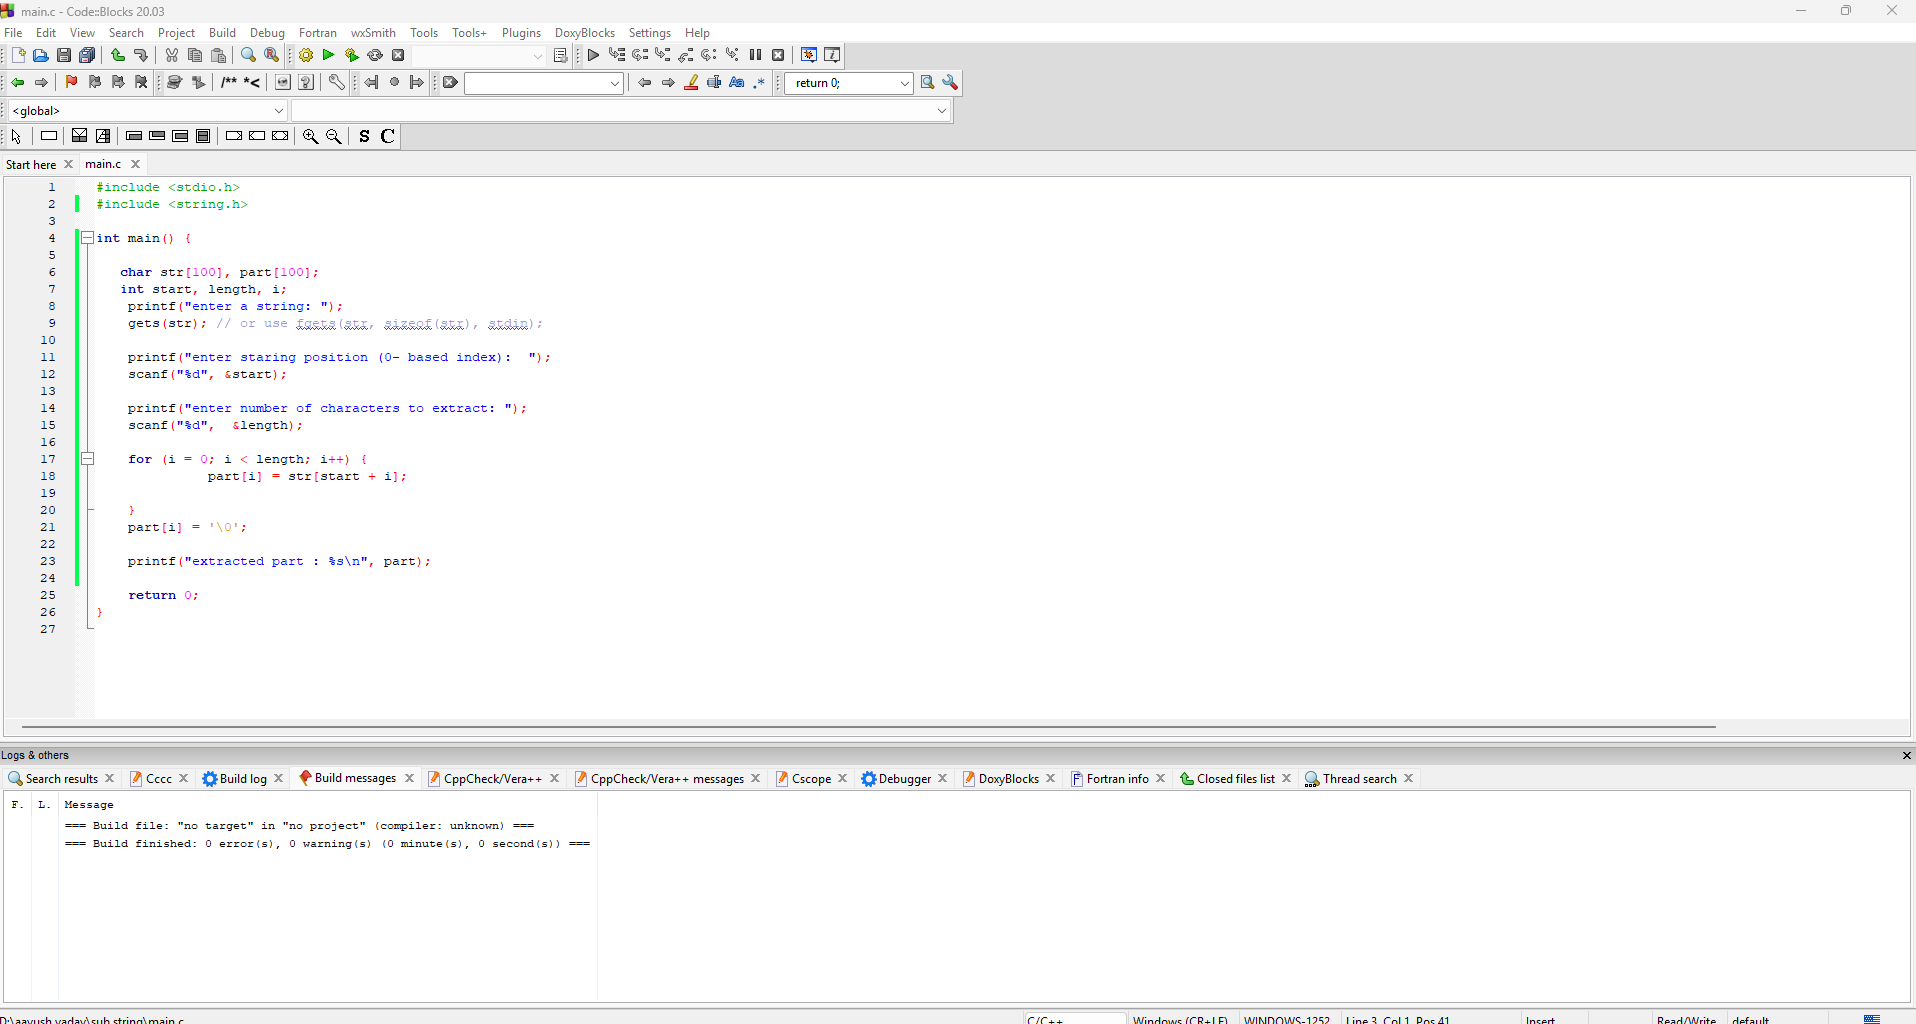 main.c - Code::Blocks 20.03
File Edit View Search Project Build Debug Fortran wxSmith Tools Tools+ Plugins DoxyBlocks Settings Help
/** *< return 0;
<global>
S C
Start here main.c
1 #include <stdio.h>
2 #include <string.h>
3
4 int main() {
5
6 char str[100], part[100];
7 int start, length, i;
8 printf("enter a string: ");
9 gets(str); // or use fgets(str, sizeof(str), stdin);
10
11 printf("enter staring position (0- based index):  ");
12 scanf("%d", &start);
13
14 printf("enter number of characters to extract: ");
15 scanf("%d",  &length);
16
17 for (i = 0; i < length; i++) {
18 part[i] = str[start + i];
19
20 }
21 part[i] = '\0';
22
23 printf("extracted part : %s\n", part);
24
25 return 0;
26 }
27
Logs & others
Search results Cccc Build log Build messages CppCheck/Vera++ CppCheck/Vera++ messages Cscope Debugger DoxyBlocks Fortran info Closed files list Thread search
F. L. Message
=== Build file: "no target" in "no project" (compiler: unknown) ===
=== Build finished: 0 error(s), 0 warning(s) (0 minute(s), 0 second(s)) ===
D:\aayush yadav\sub string\main.c C/C++ Windows (CR+LF) WINDOWS-1252 Line 3, Col 1, Pos 41 Insert Read/Write default